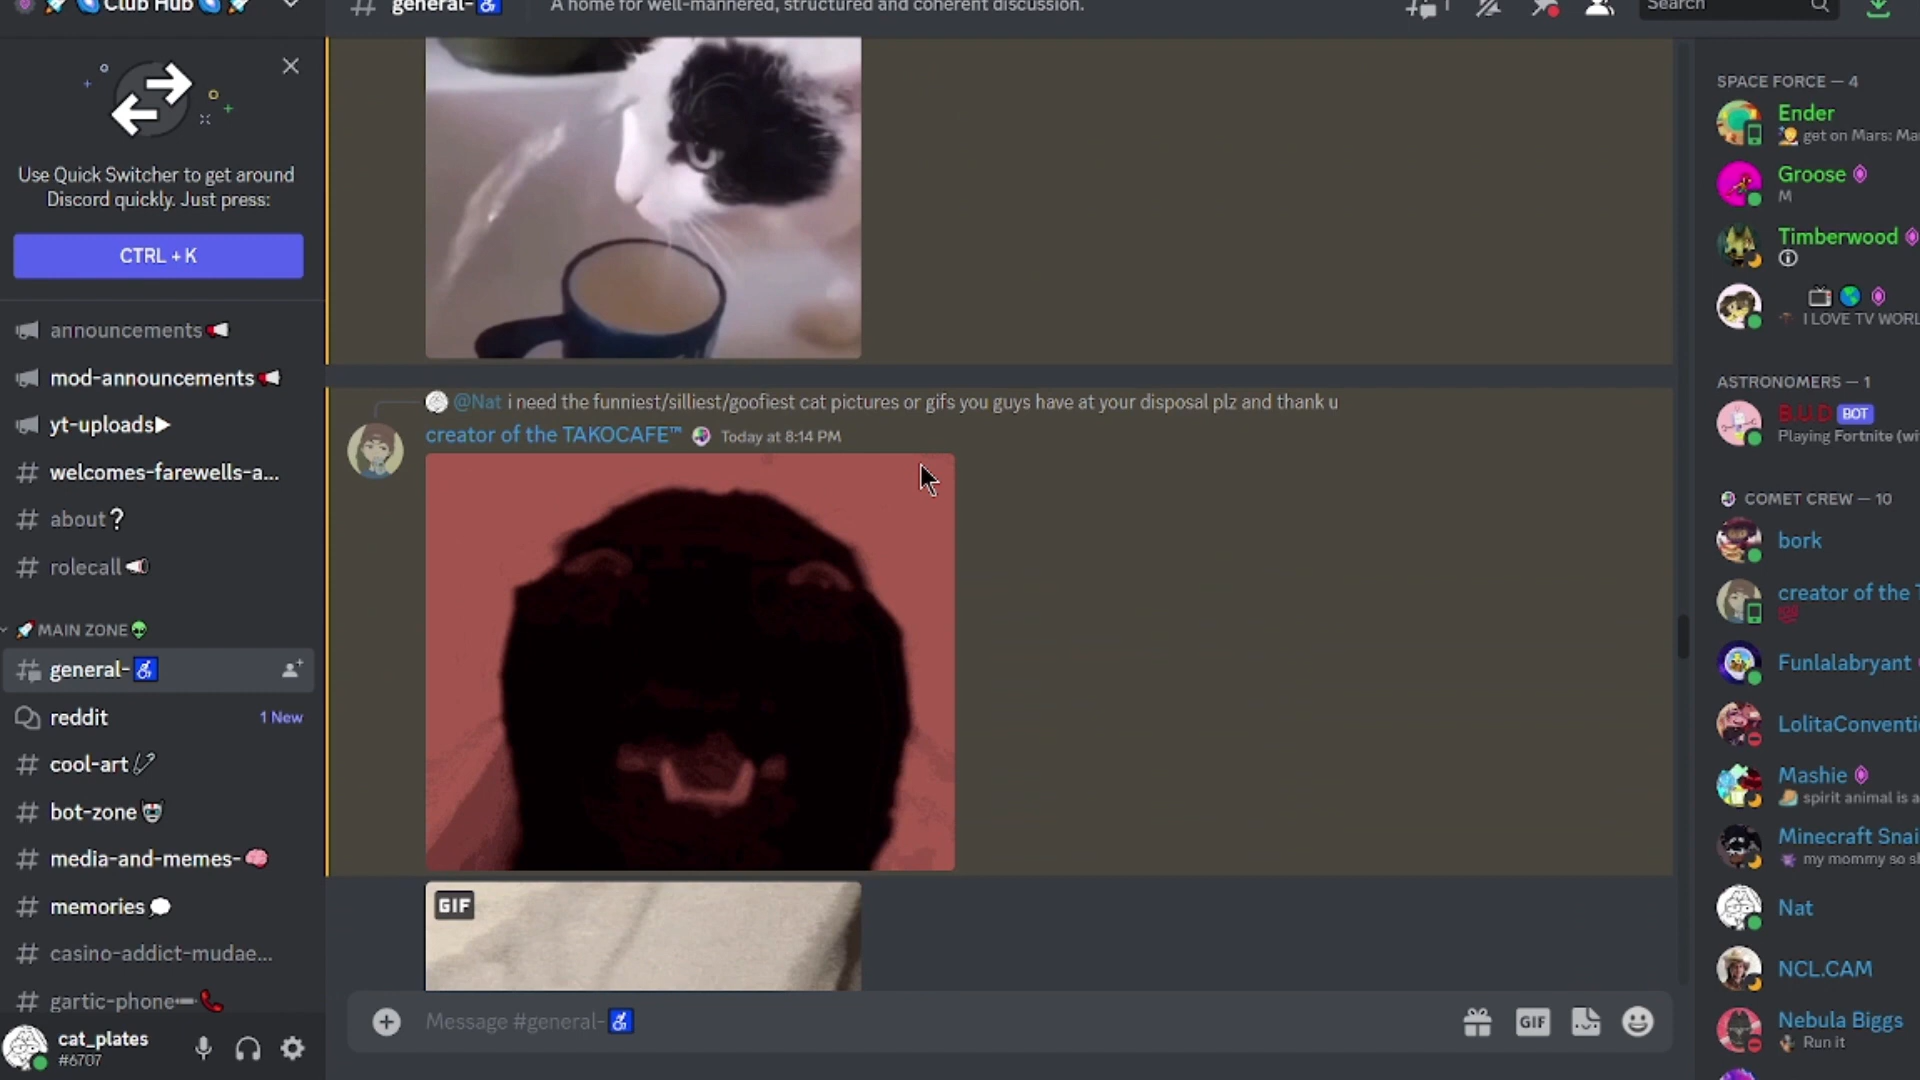 Club Hub
general-
A home for well-mannered, structured and coherent discussion.
1
Search
Use Quick Switcher to get around
Discord quickly. Just press:
CTRL + K
announcements
mod-announcements
yt-uploads
welcomes-farewells-a...
about
rolecall
MAIN ZONE
general-
reddit
1 New
cool-art
bot-zone
media-and-memes-
memories
casino-addict-mudae...
gartic-phone
cat_plates
#6707
@Nat i need the funniest/silliest/goofiest cat pictures or gifs you guys have at your disposal plz and thank u
creator of the TAKOCAFE™ Today at 8:14 PM
GIF
Message #general-
GIF
SPACE FORCE — 4
Ender
get on Mars: Ma
Groose
M
Timberwood
I LOVE TV WORL
ASTRONOMERS — 1
B.U.D BOT
Playing Fortnite (wi
COMET CREW — 10
bork
creator of the T
Funlalabryant
LolitaConventi
Mashie
spirit animal is a
Minecraft Snai
my mommy so s
Nat
NCL.CAM
Nebula Biggs
Run it